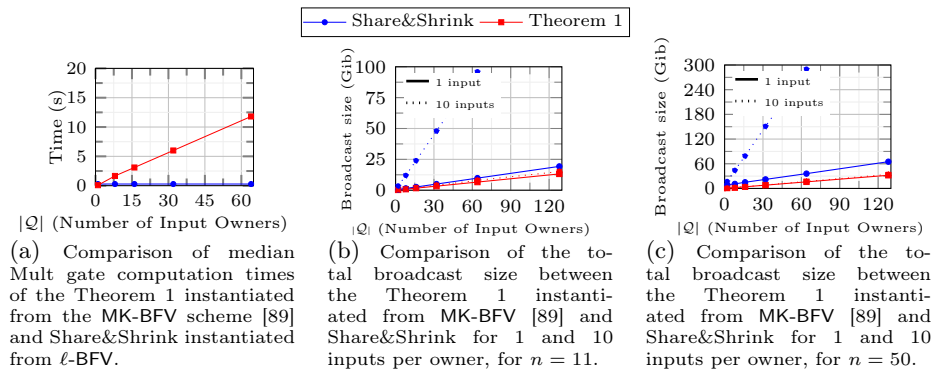 Share&Shrink Theorem 1
20
15
10
5
0
Time (s)
0 15 30 45 60
|Q| (Number of Input Owners)
(a) Comparison of median
Mult gate computation times
of the Theorem 1 instantiated
from the MK-BFV scheme [89]
and Share&Shrink instantiated
from ℓ-BFV.
100
75
50
25
0
Broadcast size (Gib)
1 input
10 inputs
0 30 60 90 120
|Q| (Number of Input Owners)
(b) Comparison of the to-
tal broadcast size between
the Theorem 1 instanti-
ated from MK-BFV [89] and
Share&Shrink for 1 and 10
inputs per owner, for n = 11.
300
240
180
120
60
0
Broadcast size (Gib)
1 input
10 inputs
0 30 60 90 120
|Q| (Number of Input Owners)
(c) Comparison of the to-
tal broadcast size between
the Theorem 1 instanti-
ated from MK-BFV [89] and
Share&Shrink for 1 and 10
inputs per owner, for n = 50.